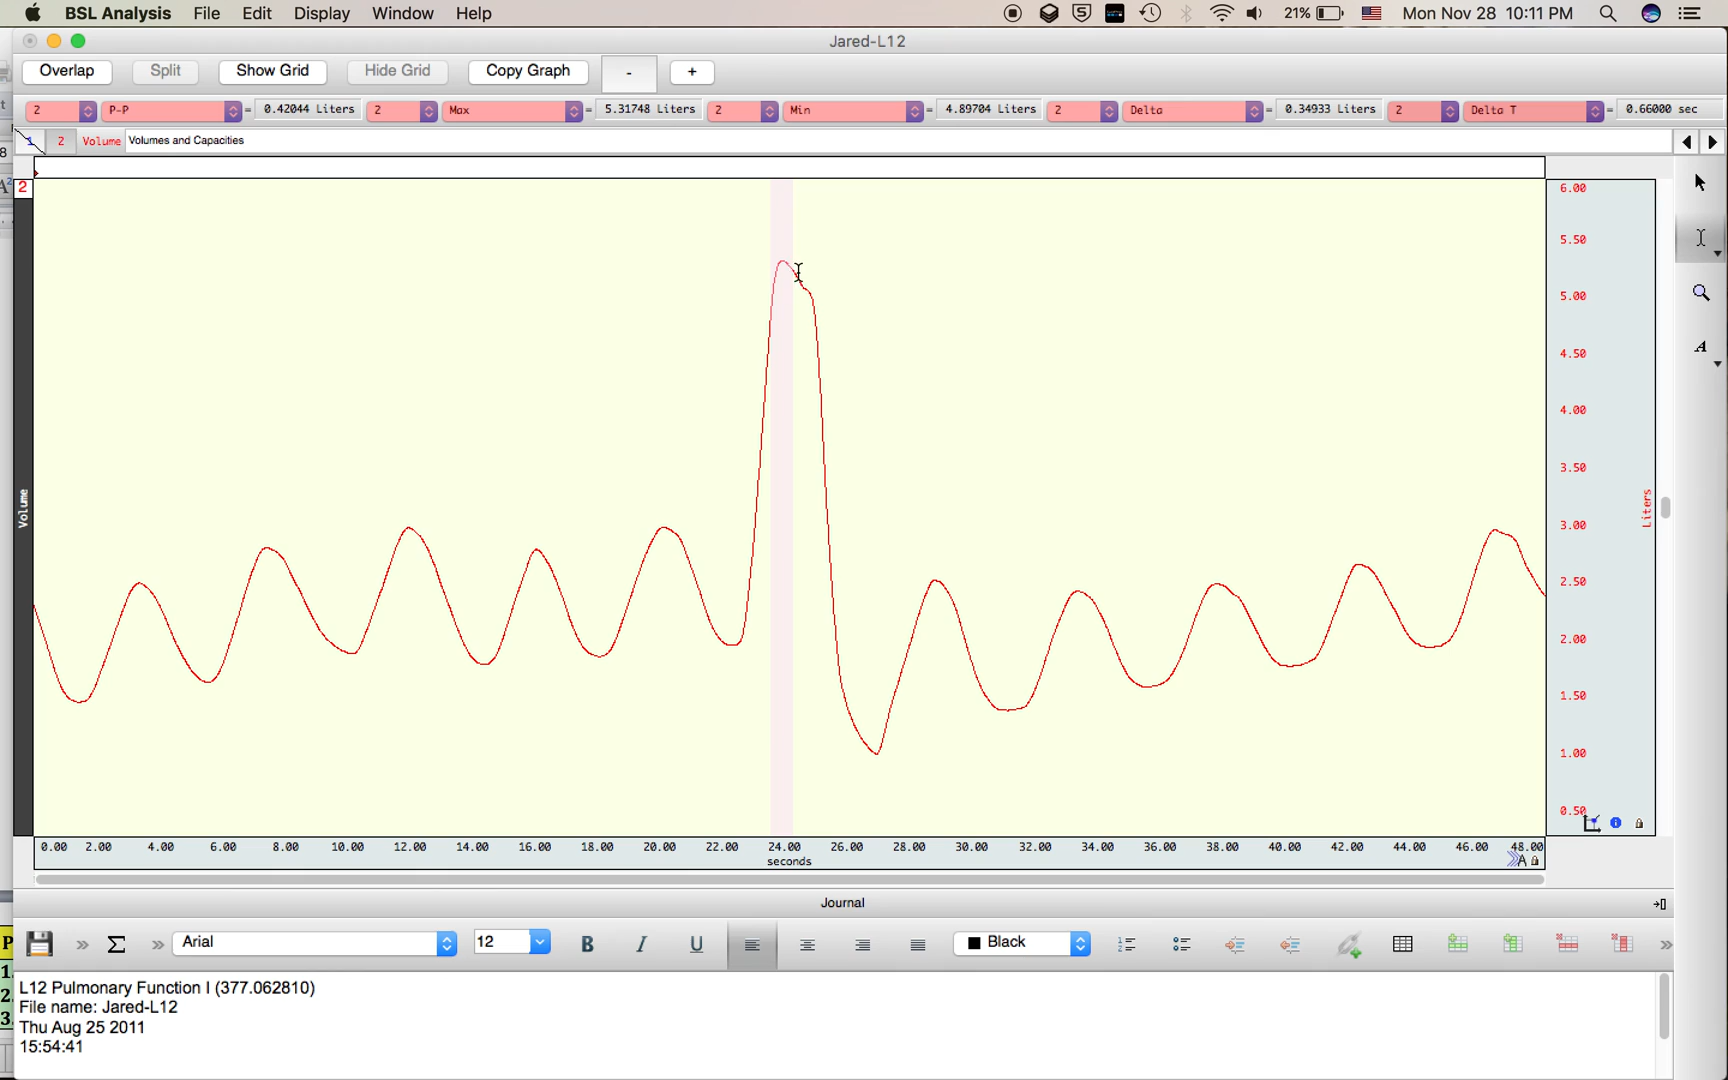 BSL Analysis File Edit Display Window Help 21% Mon Nov 28 10:11 PM
Jared-L12
Overlap Split Show Grid Hide Grid Copy Graph - +
2 P-P = 0.42044 Liters 2 Max = 5.31748 Liters 2 Min = 4.89704 Liters 2 Delta = 0.34933 Liters 2 Delta T = 0.66000 sec
1 2 Volume Volumes and Capacities
2
6.00
5.50
5.00
4.50
4.00
3.50
3.00
2.50
2.00
1.50
1.00
0.50
Volume
Liters
0.00 2.00 4.00 6.00 8.00 10.00 12.00 14.00 16.00 18.00 20.00 22.00 24.00 26.00 28.00 30.00 32.00 34.00 36.00 38.00 40.00 42.00 44.00 46.00 48.00
seconds
Journal
Arial 12 B I U Black
L12 Pulmonary Function I (377.062810)
File name: Jared-L12
Thu Aug 25 2011
15:54:41
P
1.
2.
3.